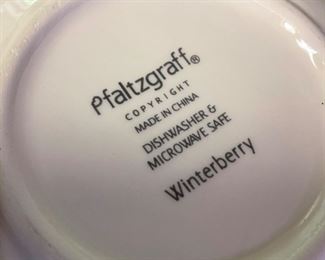 Pfaltzgraff®
COPYRIGHT
MADE IN CHINA
DISHWASHER &
MICROWAVE SAFE
Winterberry